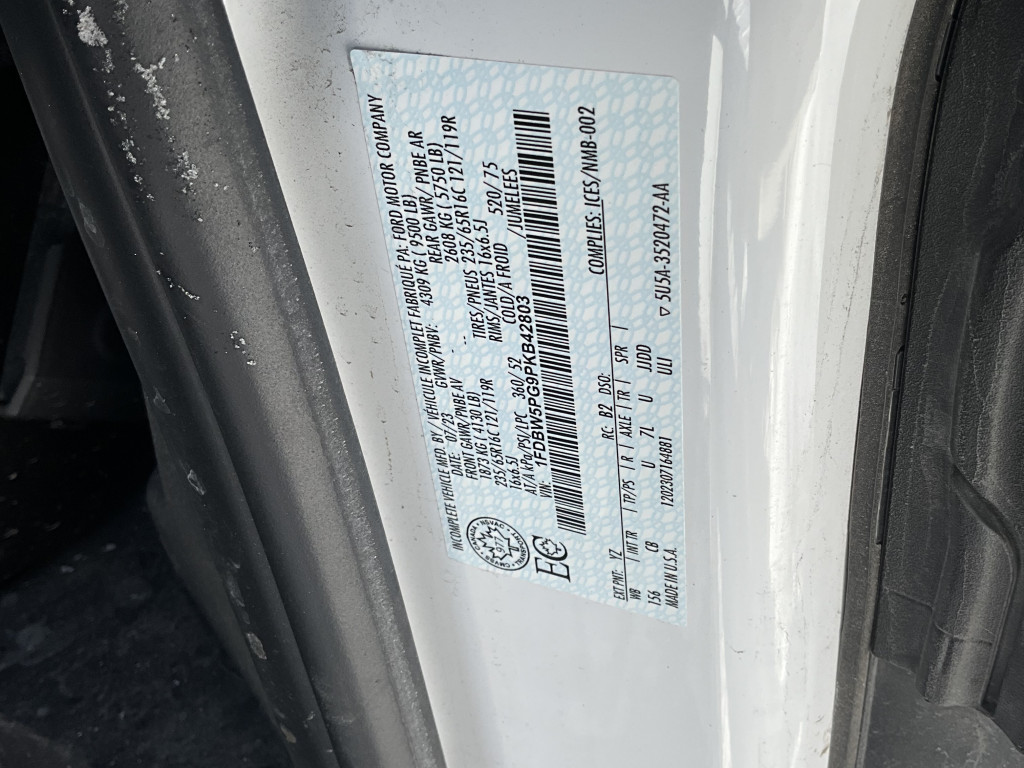 INCOMPLETE VEHICLE MFD. BY / VEHICULE INCOMPLET FABRIQUÉ PA: FORD MOTOR COMPANY
DATE: 07/23 GVWR/PNBV: 4309 KG ( 9500 LB)
FRONT GAWR/PNBE AV - REAR GAWR/ PNBE AR
1873 KG ( 4130 LB) -- 2608 KG ( 5750 LB)
235/65R16C 121/119R TIRES/PNEUS 235/65R16C 121/119R
16x6.5J RIMS/JANTES 16x6.5J
AT/A kPa/PSI/LPC 360/ 52 COLD/A FROID 520/ 75
VIN: 1FDBW5PG9PKB42803 /JUMELEES
EC
COMPLIES: ICES/NMB-002
EXT PNT: YZ RC: B2 DSO:
WB | INT TR | TP/PS | R | AXLE | TR | SPR |
156 CB U 7L U JJDD
MADE IN U.S.A. 1202307164881 ULI ▽ 5U5A-3520472-AA